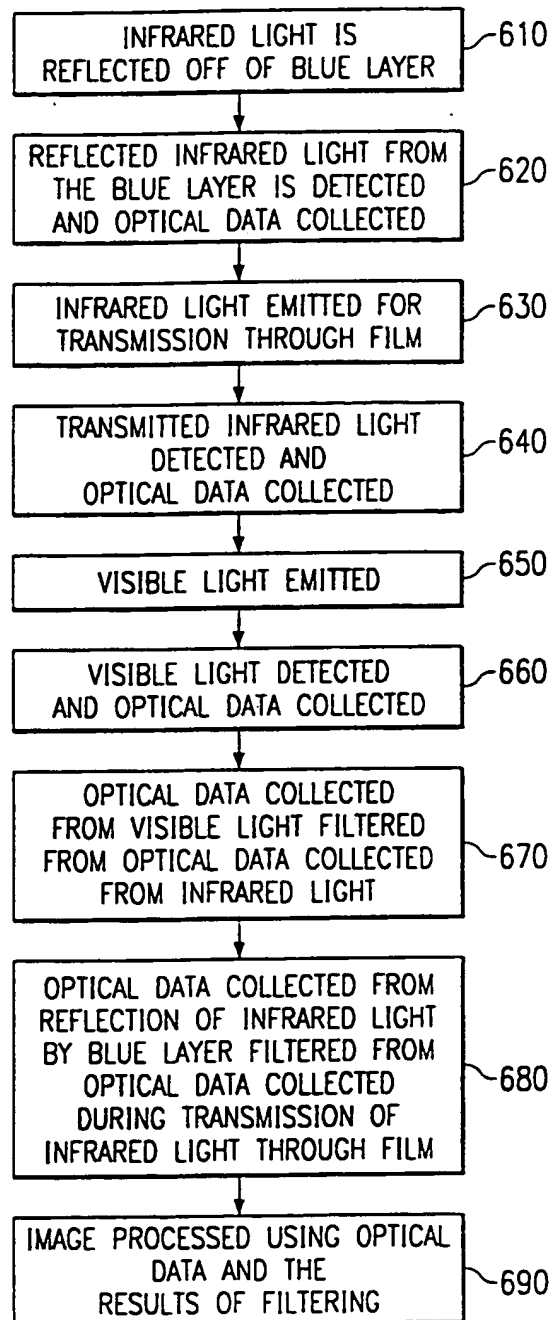 INFRARED LIGHT IS
REFLECTED OFF OF BLUE LAYER
610
REFLECTED INFRARED LIGHT FROM
THE BLUE LAYER IS DETECTED
AND OPTICAL DATA COLLECTED
620
INFRARED LIGHT EMITTED FOR
TRANSMISSION THROUGH FILM
630
TRANSMITTED INFRARED LIGHT
DETECTED AND
OPTICAL DATA COLLECTED
640
VISIBLE LIGHT EMITTED
650
VISIBLE LIGHT DETECTED
AND OPTICAL DATA COLLECTED
660
OPTICAL DATA COLLECTED
FROM VISIBLE LIGHT FILTERED
FROM OPTICAL DATA COLLECTED
FROM INFRARED LIGHT
670
OPTICAL DATA COLLECTED FROM
REFLECTION OF INFRARED LIGHT
BY BLUE LAYER FILTERED FROM
OPTICAL DATA COLLECTED
DURING TRANSMISSION OF
INFRARED LIGHT THROUGH FILM
680
IMAGE PROCESSED USING OPTICAL
DATA AND THE
RESULTS OF FILTERING
690